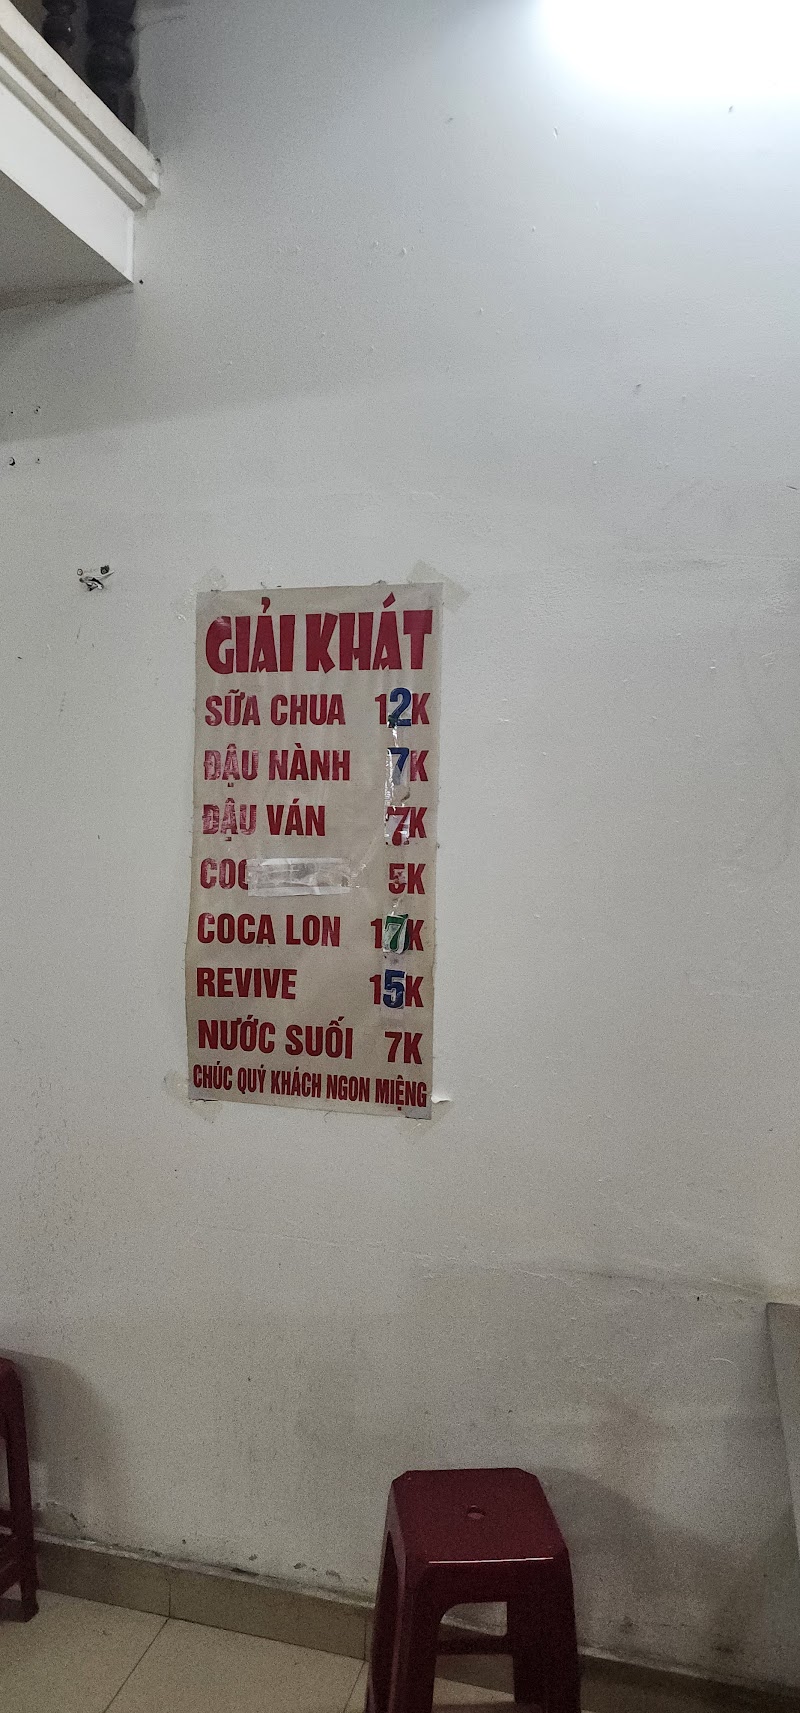 GIẢI KHÁT
SỮA CHUA 12K
ĐẬU NÀNH 7K
ĐẬU VÁN 7K
5K
COCA LON 17K
REVIVE 15K
NƯỚC SUỐI 7K
CHÚC QUÝ KHÁCH NGON MIỆNG